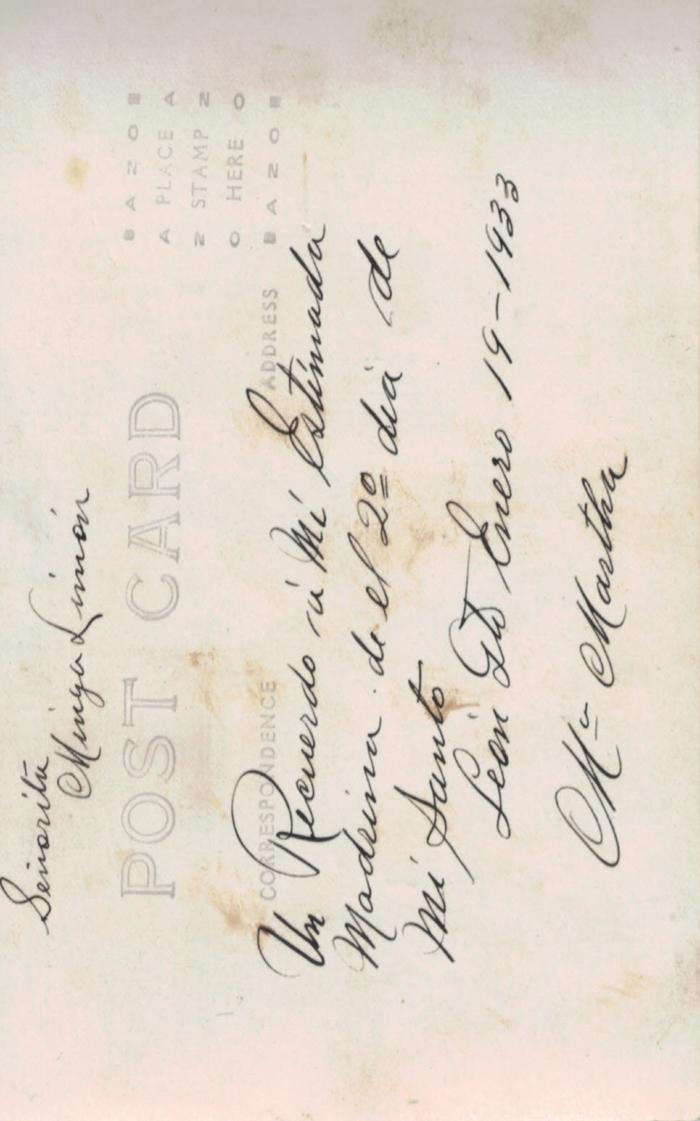 Señorita
Minga Limón
POST CARD
B A Z O B
A PLACE A
Z STAMP Z
O HERE O
B A Z O B
CORRESPONDENCE
ADDRESS
Un Recuerdo á Mi Estimada
Madrina de el 2º dia de
Mi Santo
León Gto Enero 19-1933
Ma Martha